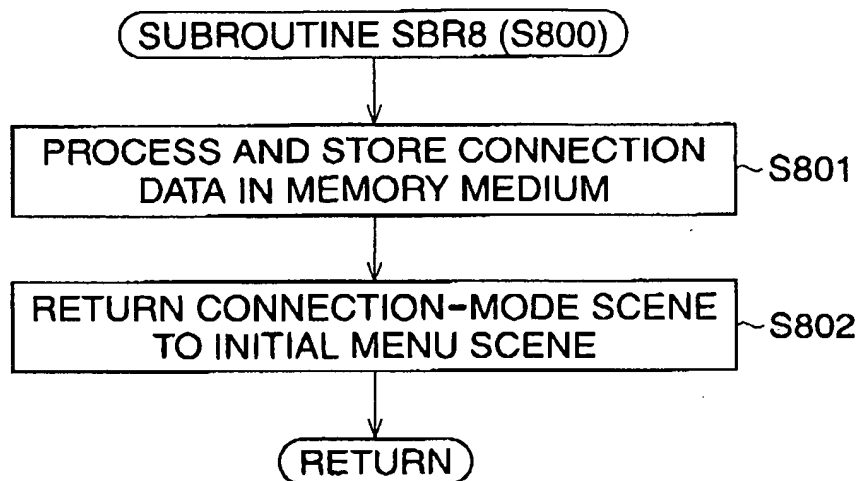 SUBROUTINE SBR8 (S800)
PROCESS AND STORE CONNECTION
DATA IN MEMORY MEDIUM
S801
RETURN CONNECTION-MODE SCENE
TO INITIAL MENU SCENE
S802
RETURN